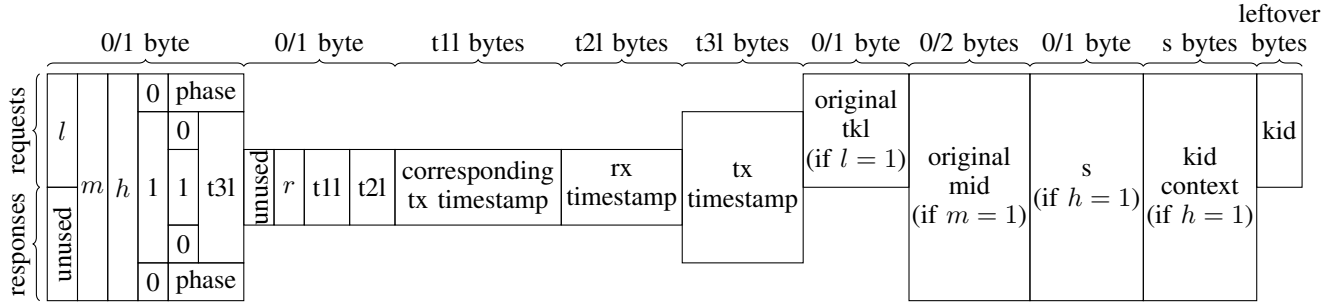 leftover
0/1 byte 0/1 byte t1l bytes t2l bytes t3l bytes 0/1 byte 0/2 bytes 0/1 byte s bytes bytes
requests
responses
l
unused
m
h
0 phase
1
0
1
0
t3l
0 phase
unused
r
t1l
t2l
corresponding
tx timestamp
rx
timestamp
tx
timestamp
original
tkl
(if l = 1)
original
mid
(if m = 1)
s
(if h = 1)
kid
context
(if h = 1)
kid